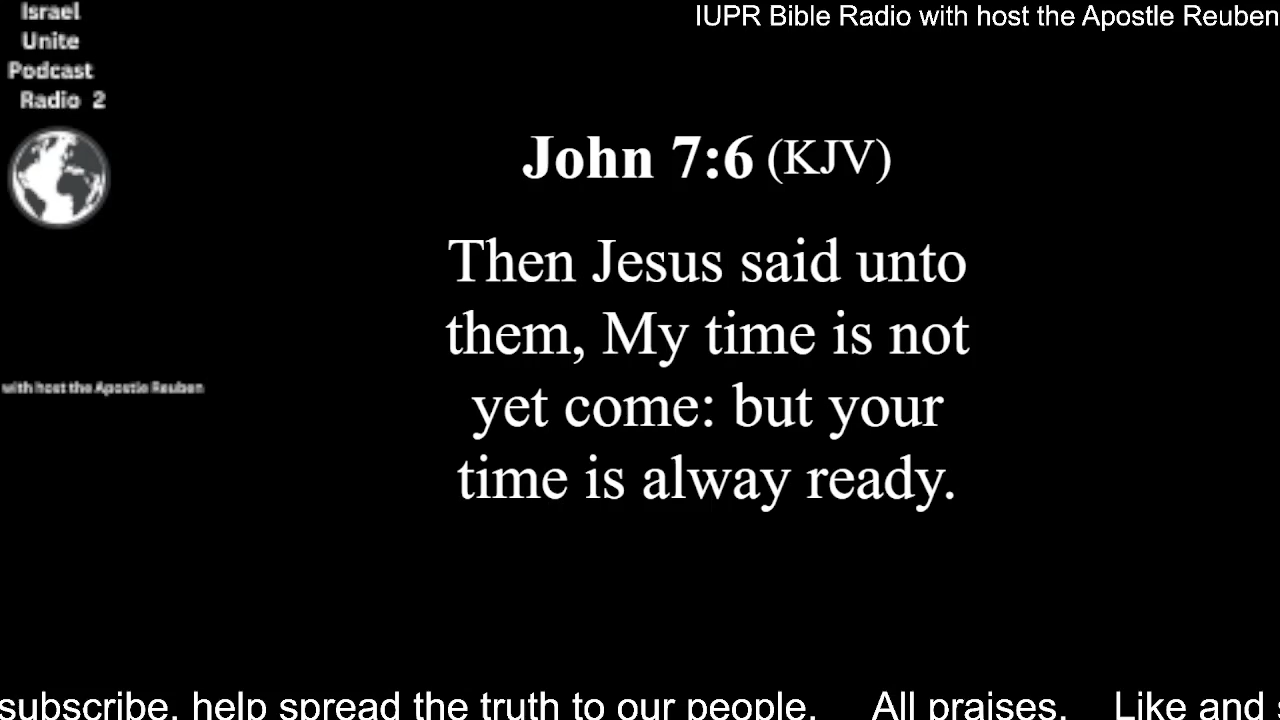 Israel
Unite
Podcast
Radio 2
IUPR Bible Radio with host the Apostle Reuben
John 7:6 (KJV)
Then Jesus said unto
them, My time is not
yet come: but your
time is alway ready.
with host the Apostle Reuben
subscribe, help spread the truth to our people. All praises. Like and